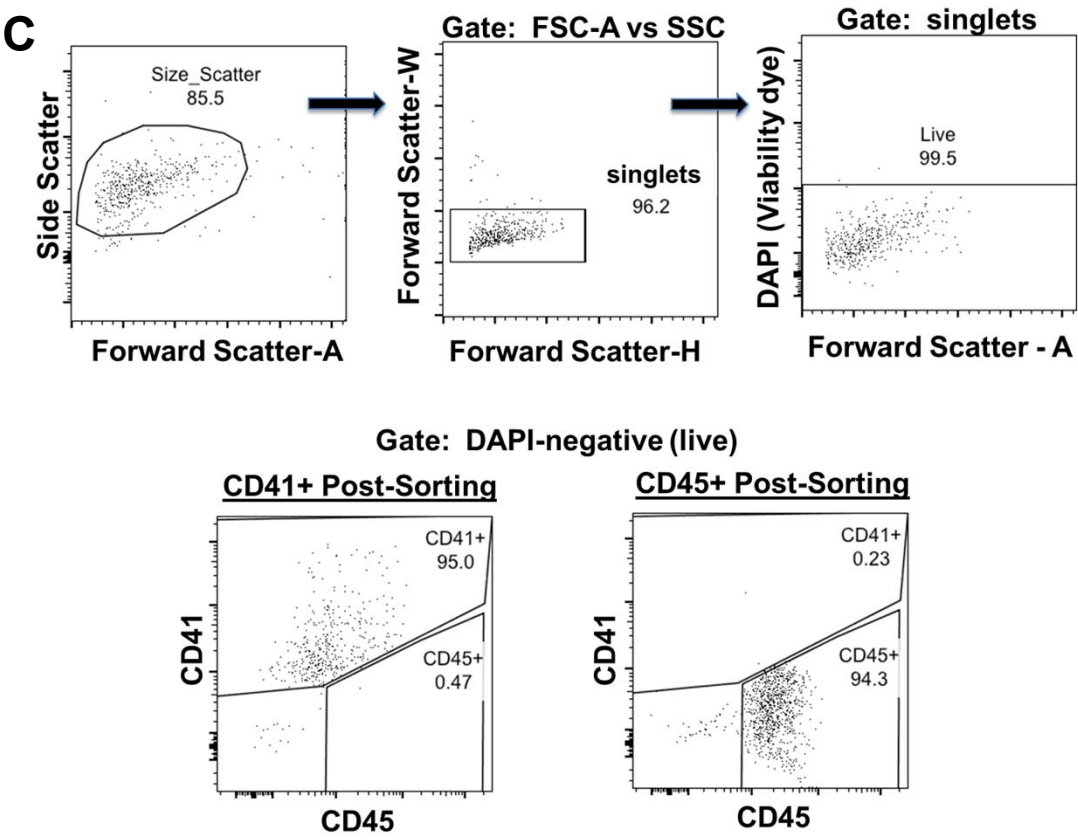 C
Gate: FSC-A vs SSC
Gate: singlets
Side Scatter
Size_Scatter
85.5
Forward Scatter-A
Forward Scatter-W
singlets
96.2
Forward Scatter-H
DAPI (Viability dye)
Live
99.5
Forward Scatter - A
Gate: DAPI-negative (live)
CD41+ Post-Sorting
CD41
CD41+
95.0
CD45+
0.47
CD45
CD45+ Post-Sorting
CD41
CD41+
0.23
CD45+
94.3
CD45